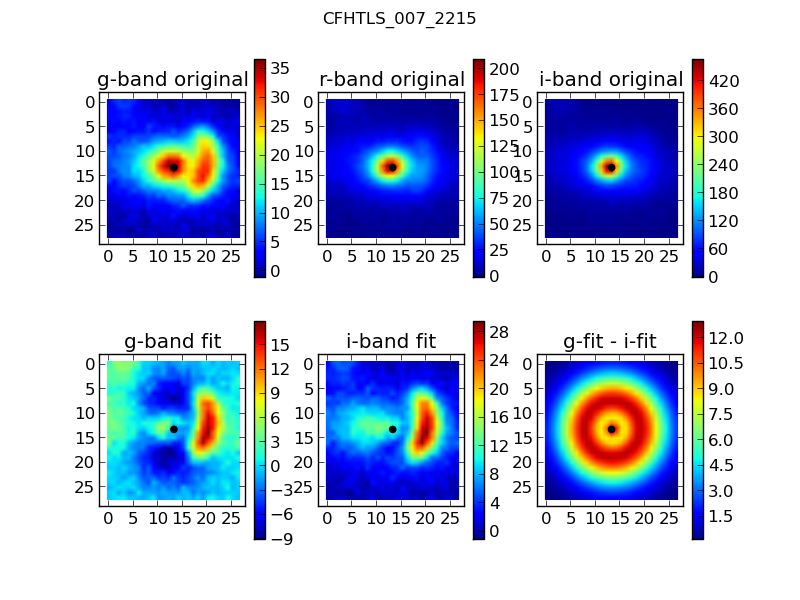 CFHTLS_007_2215
g-band original
r-band original
i-band original
0 5 10 15 20 25
0 5 10 15 20 25
35 30 25 20 15 10 5 0
0 5 10 15 20 25
0 5 10 15 20 25
200 175 150 125 100 75 50 25 0
0 5 10 15 20 25
0 5 10 15 20 25
420 360 300 240 180 120 60 0
g-band fit
i-band fit
g-fit - i-fit
0 5 10 15 20 25
0 5 10 15 20 25
15 12 9 6 3 0 −3 −6 −9
0 5 10 15 20 25
0 5 10 15 20 25
28 24 20 16 12 8 4 0
0 5 10 15 20 25
0 5 10 15 20 25
12.0 10.5 9.0 7.5 6.0 4.5 3.0 1.5